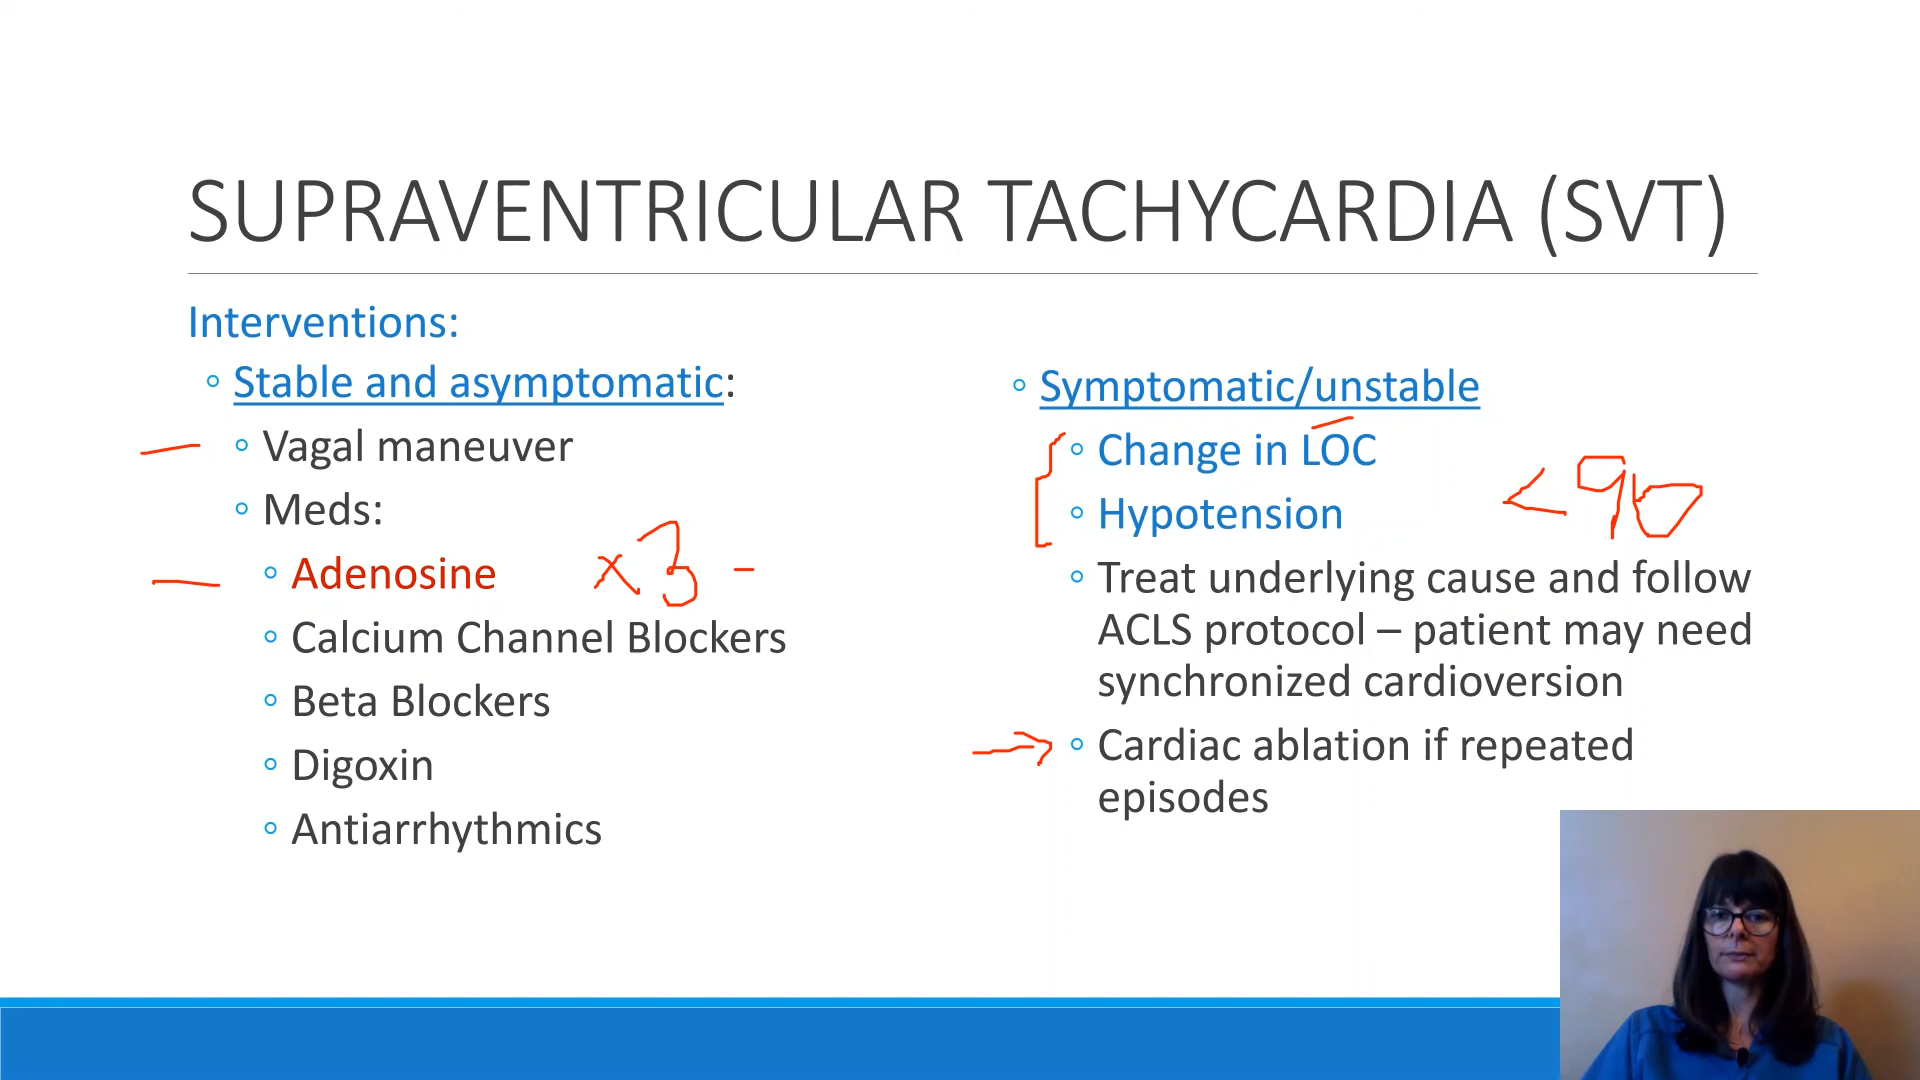 SUPRAVENTRICULAR TACHYCARDIA (SVT)
Interventions:
◦ Stable and asymptomatic:
◦ Vagal maneuver
◦ Meds:
◦ Adenosine x3 -
◦ Calcium Channel Blockers
◦ Beta Blockers
◦ Digoxin
◦ Antiarrhythmics
◦ Symptomatic/unstable
◦ Change in LOC
◦ Hypotension <90
◦ Treat underlying cause and follow
ACLS protocol – patient may need
synchronized cardioversion
◦ Cardiac ablation if repeated
episodes